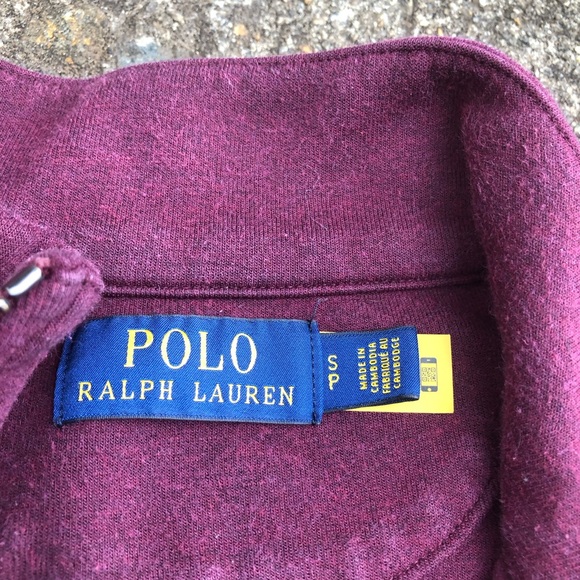 POLO
RALPH LAUREN
S
P
MADE IN
CAMBODIA
FABRIQUÉ AU
CAMBODGE